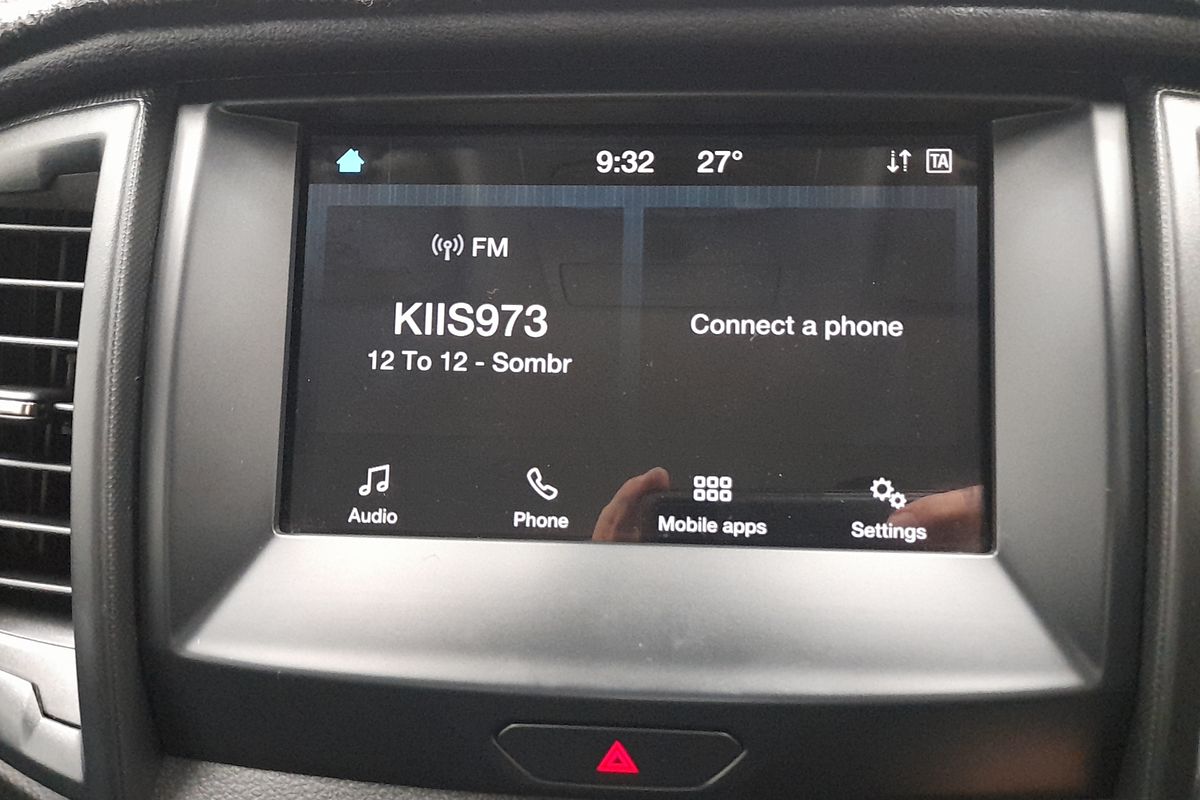 9:32 27° TA
FM
KIIS973
12 To 12 - Sombr
Connect a phone
Audio
Phone
Mobile apps
Settings